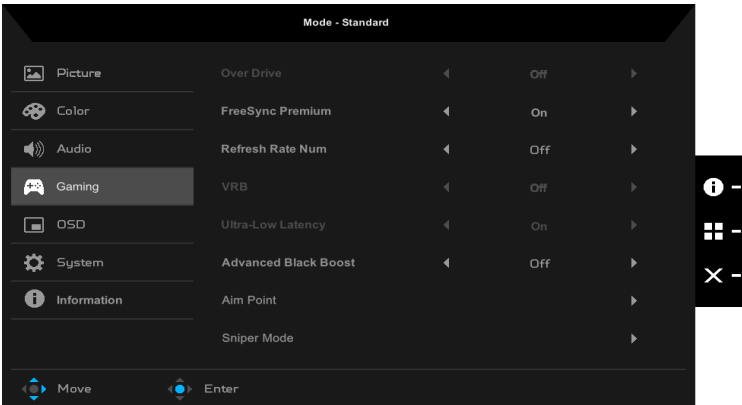 Mode - Standard
Picture
Over Drive Off
Color
FreeSync Premium On
Audio
Refresh Rate Num Off
Gaming
VRB Off
OSD
Ultra-Low Latency On
System
Advanced Black Boost Off
Information
Aim Point
Sniper Mode
Move Enter